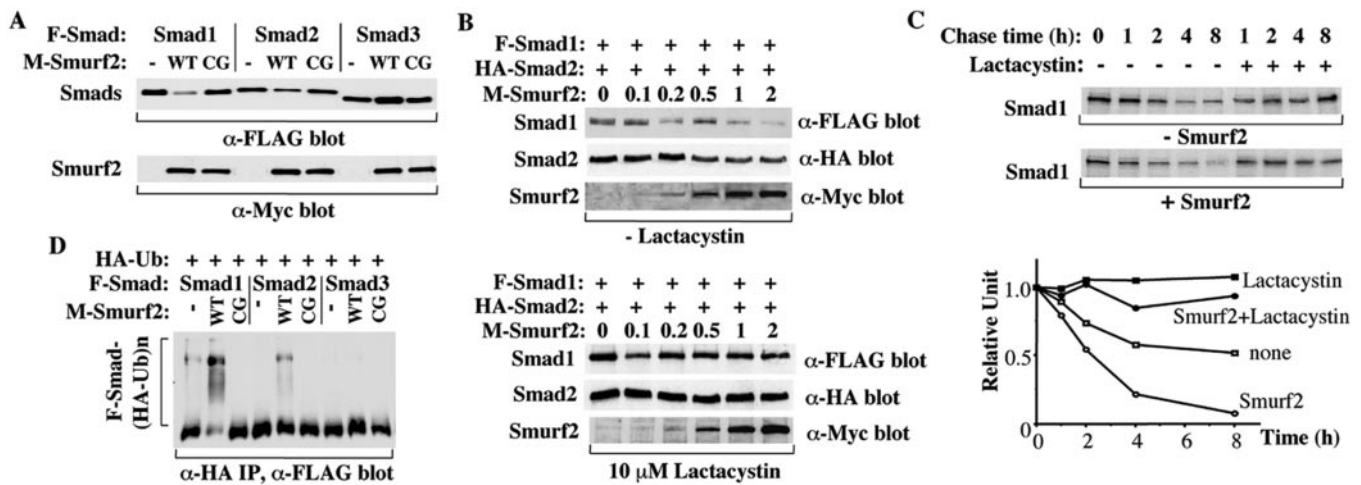 A
F-Smad: Smad1 Smad2 Smad3
M-Smurf2: - WT CG - WT CG - WT CG
Smads
α-FLAG blot
Smurf2
α-Myc blot
B
F-Smad1: + + + + + +
HA-Smad2: + + + + + +
M-Smurf2: 0 0.1 0.2 0.5 1 2
Smad1 α-FLAG blot
Smad2 α-HA blot
Smurf2 α-Myc blot
- Lactacystin
F-Smad1: + + + + + +
HA-Smad2: + + + + + +
M-Smurf2: 0 0.1 0.2 0.5 1 2
Smad1 α-FLAG blot
Smad2 α-HA blot
Smurf2 α-Myc blot
10 μM Lactacystin
C
Chase time (h) 0 1 2 4 8 1 2 4 8
Lactacystin: - - - - - + + + +
Smad1
- Smurf2
Smad1
+ Smurf2
Relative Unit
1.0
0.5
0
Lactacystin
Smurf2+Lactacystin
none
Smurf2
0 2 4 6 8 Time (h)
D
HA-Ub: + + + + + + + + +
F-Smad: Smad1 Smad2 Smad3
M-Smurf2: - WT CG - WT CG - WT CG
F-Smad-
(HA-Ub)n
α-HA IP, α-FLAG blot